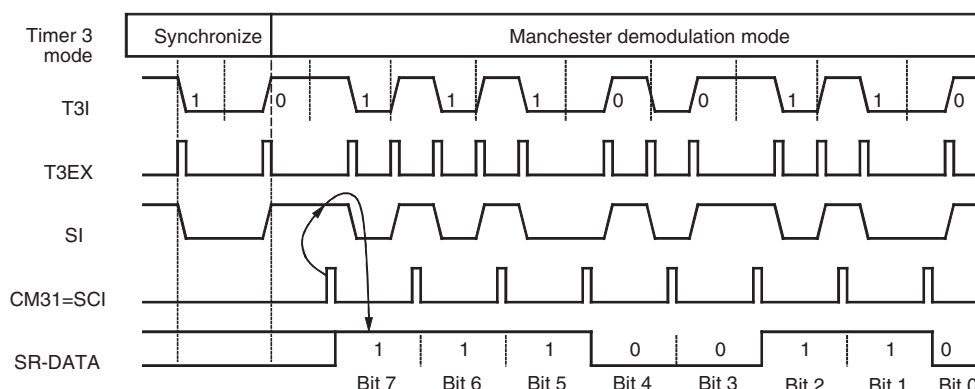 Timer 3
mode
Synchronize
Manchester demodulation mode
T3I
1 0 1 1 1 0 0 1 1 0
T3EX
SI
CM31=SCI
SR-DATA
1 1 1 0 0 1 1 0
Bit 7 Bit 6 Bit 5 Bit 4 Bit 3 Bit 2 Bit 1 Bit 0